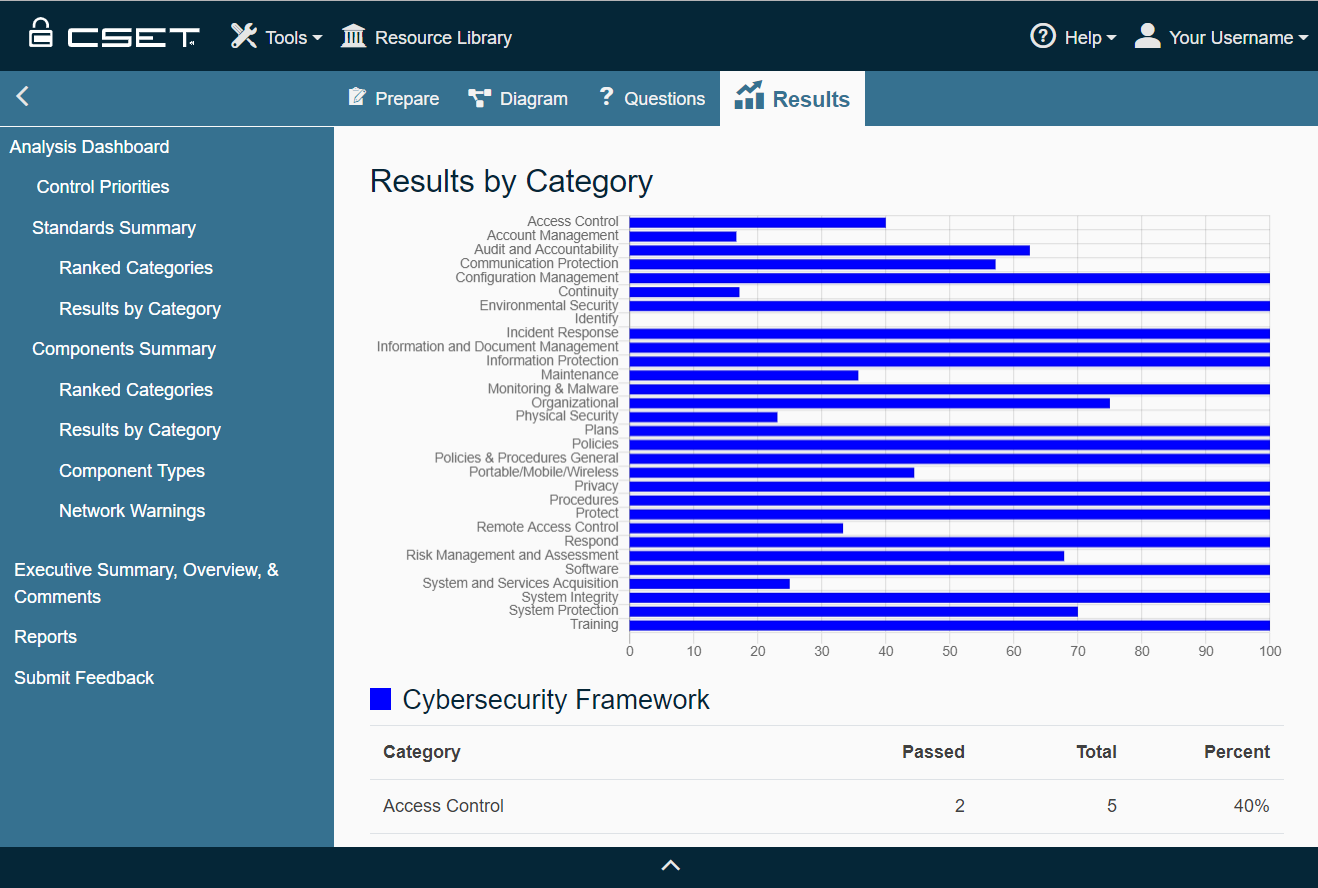 CSET
Tools
Resource Library
Help
Your Username
Prepare
Diagram
? Questions
Results
Analysis Dashboard
Control Priorities
Standards Summary
Ranked Categories
Results by Category
Components Summary
Ranked Categories
Results by Category
Component Types
Network Warnings
Executive Summary, Overview, &
Comments
Reports
Submit Feedback
Results by Category
Access Control
Account Management
Audit and Accountability
Communication Protection
Configuration Management
Continuity
Environmental Security
Identify
Incident Response
Information and Document Management
Information Protection
Maintenance
Monitoring & Malware
Organizational
Physical Security
Plans
Policies
Policies & Procedures General
Portable/Mobile/Wireless
Privacy
Procedures
Protect
Remote Access Control
Respond
Risk Management and Assessment
Software
System and Services Acquisition
System Integrity
System Protection
Training
0 10 20 30 40 50 60 70 80 90 100
Cybersecurity Framework
Category Passed Total Percent
Access Control 2 5 40%